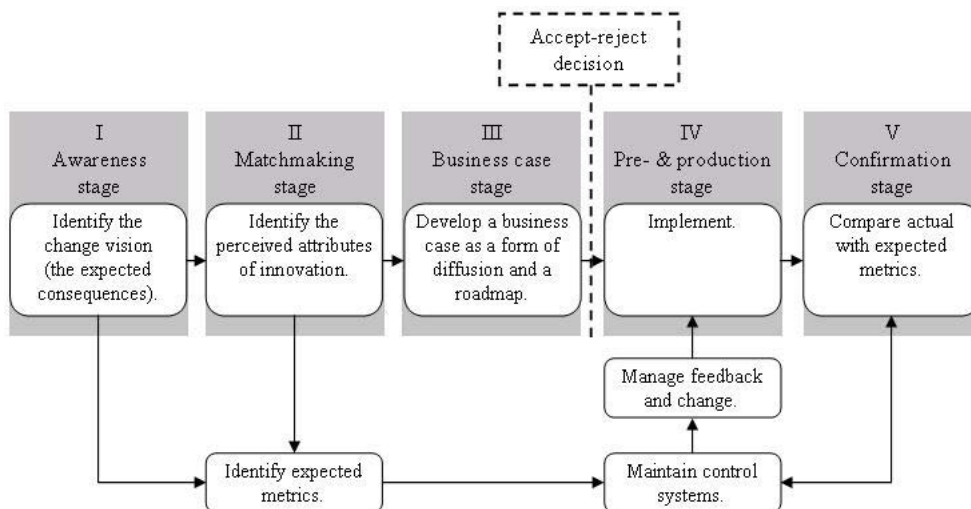 Accept-reject
decision
I
Awareness
stage
Identify the
change vision
(the expected
consequences).
II
Matchmaking
stage
Identify the
perceived attributes
of innovation.
III
Business case
stage
Develop a business
case as a form of
diffusion and a
roadmap.
IV
Pre- & production
stage
Implement.
V
Confirmation
stage
Compare actual
with expected
metrics.
Manage feedback
and change.
Identify expected
metrics.
Maintain control
systems.